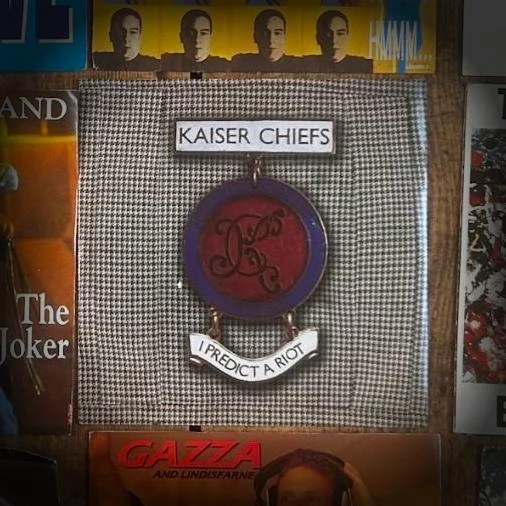 HMMM...
AND
KAISER CHIEFS
I PREDICT A RIOT
The
Joker
GAZZA
AND LINDISFARNE